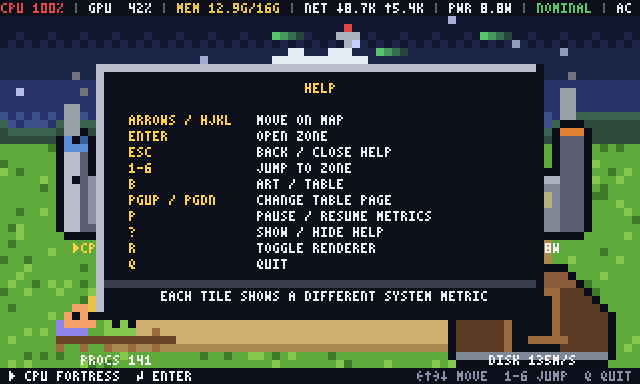 CPU 100% | GPU 42% | MEM 12.9G/16G | NET ↓8.7K ↑5.4K | PWR 8.8W | NOMINAL | AC
HELP
ARROWS / HJKL MOVE ON MAP
ENTER OPEN ZONE
ESC BACK / CLOSE HELP
1-6 JUMP TO ZONE
B ART / TABLE
PGUP / PGDN CHANGE TABLE PAGE
P PAUSE / RESUME METRICS
? SHOW / HIDE HELP
R TOGGLE RENDERER
Q QUIT
EACH TILE SHOWS A DIFFERENT SYSTEM METRIC
▶CP
8W
PROCS 141
DISK 135M/S
▶ CPU FORTRESS ↲ ENTER
←↑→↓ MOVE 1-6 JUMP Q QUIT